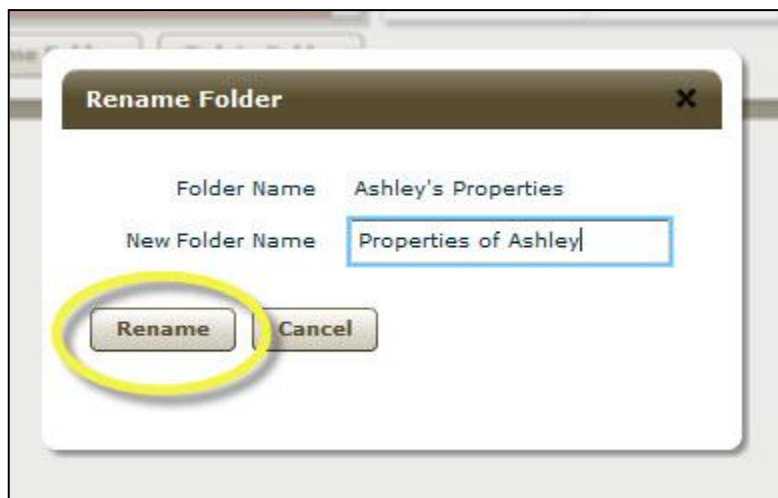 Rename Folder
Folder Name Ashley's Properties
New Folder Name Properties of Ashley
Rename Cancel